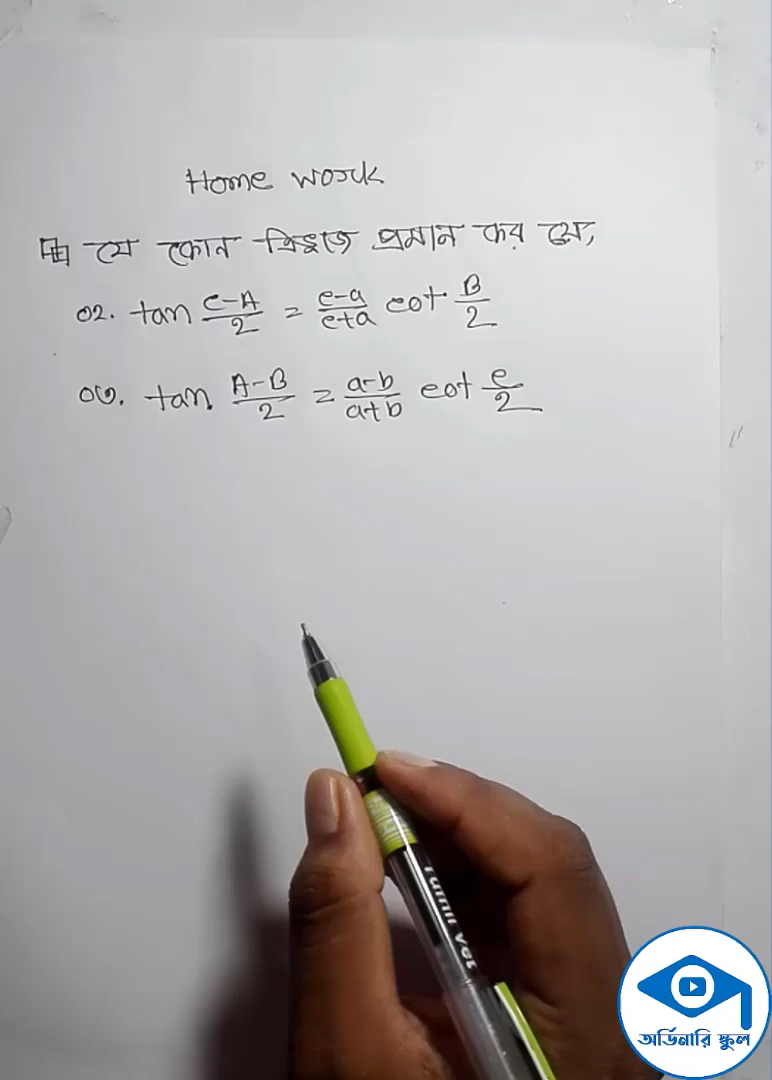 Home work
যে কোন ত্রিভুজে প্রমান কর যে,
০২. tan C-A/2 = c-a/c+a cot B/2
০৩. tan A-B/2 = a-b/a+b cot C/2
অর্ডিনারি স্কুল